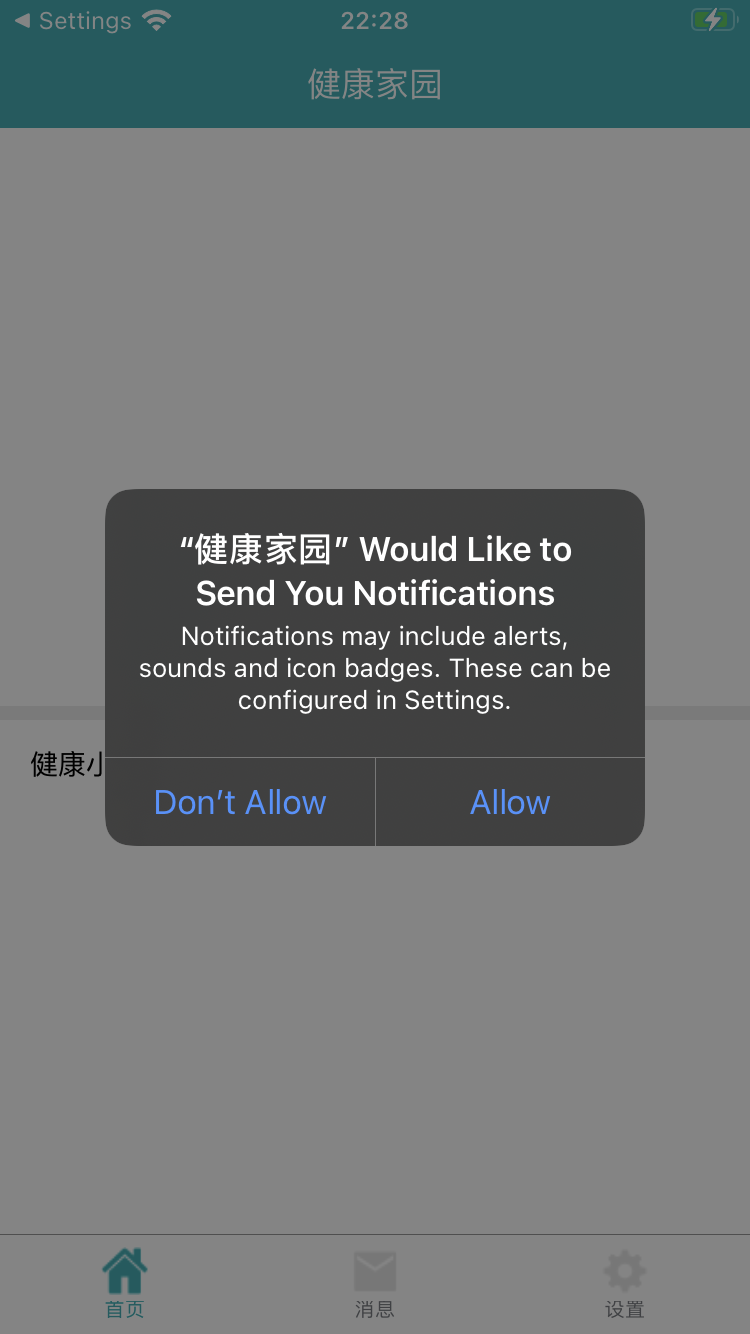 Settings
22:28
健康家园
“健康家园” Would Like to
Send You Notifications
Notifications may include alerts,
sounds and icon badges. These can be
configured in Settings.
健康小
Don’t Allow
Allow
首页
消息
设置